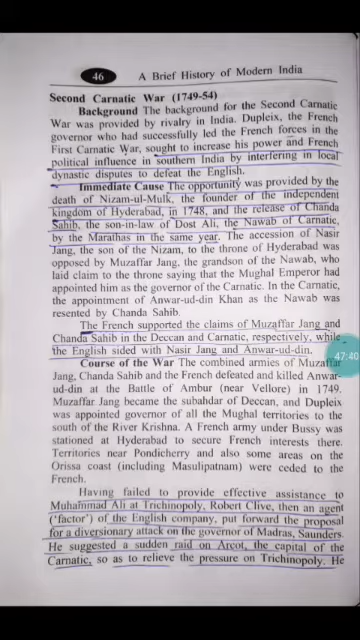 46
A Brief History of Modern India
Second Carnatic War (1749-54)
Background The background for the Second Carnatic
War was provided by rivalry in India. Dupleix, the French
governor who had successfully led the French forces in the
First Carnatic War, sought to increase his power and French
political influence in southern India by interfering in local
dynastic disputes to defeat the English.
Immediate Cause The opportunity was provided by the
death of Nizam-ul-Mulk, the founder of the independent
kingdom of Hyderabad, in 1748, and the release of Chanda
Sahib, the son-in-law of Dost Ali, the Nawab of Carnatic,
by the Marathas in the same year. The accession of Nasir
Jang, the son of the Nizam, to the throne of Hyderabad was
opposed by Muzaffar Jang, the grandson of the Nawab, who
laid claim to the throne saying that the Mughal Emperor had
appointed him as the governor of the Carnatic. In the Carnatic,
the appointment of Anwar-ud-din Khan as the Nawab was
resented by Chanda Sahib.
The French supported the claims of Muzaffar Jang and
Chanda Sahib in the Deccan and Carnatic, respectively, while
the English sided with Nasir Jang and Anwar-ud-din.
47:40
Course of the War The combined armies of Muzaffar
Jang, Chanda Sahib and the French defeated and killed Anwar-
ud-din at the Battle of Ambur (near Vellore) in 1749.
Muzaffar Jang became the subahdar of Deccan, and Dupleix
was appointed governor of all the Mughal territories to the
south of the River Krishna. A French army under Bussy was
stationed at Hyderabad to secure French interests there.
Territories near Pondicherry and also some areas on the
Orissa coast (including Masulipatnam) were ceded to the
French.
Having failed to provide effective assistance to
Muhammad Ali at Trichinopoly, Robert Clive, then an agent
('factor') of the English company, put forward the proposal
for a diversionary attack on the governor of Madras, Saunders.
He suggested a sudden raid on Arcot, the capital of the
Carnatic, so as to relieve the pressure on Trichinopoly. He